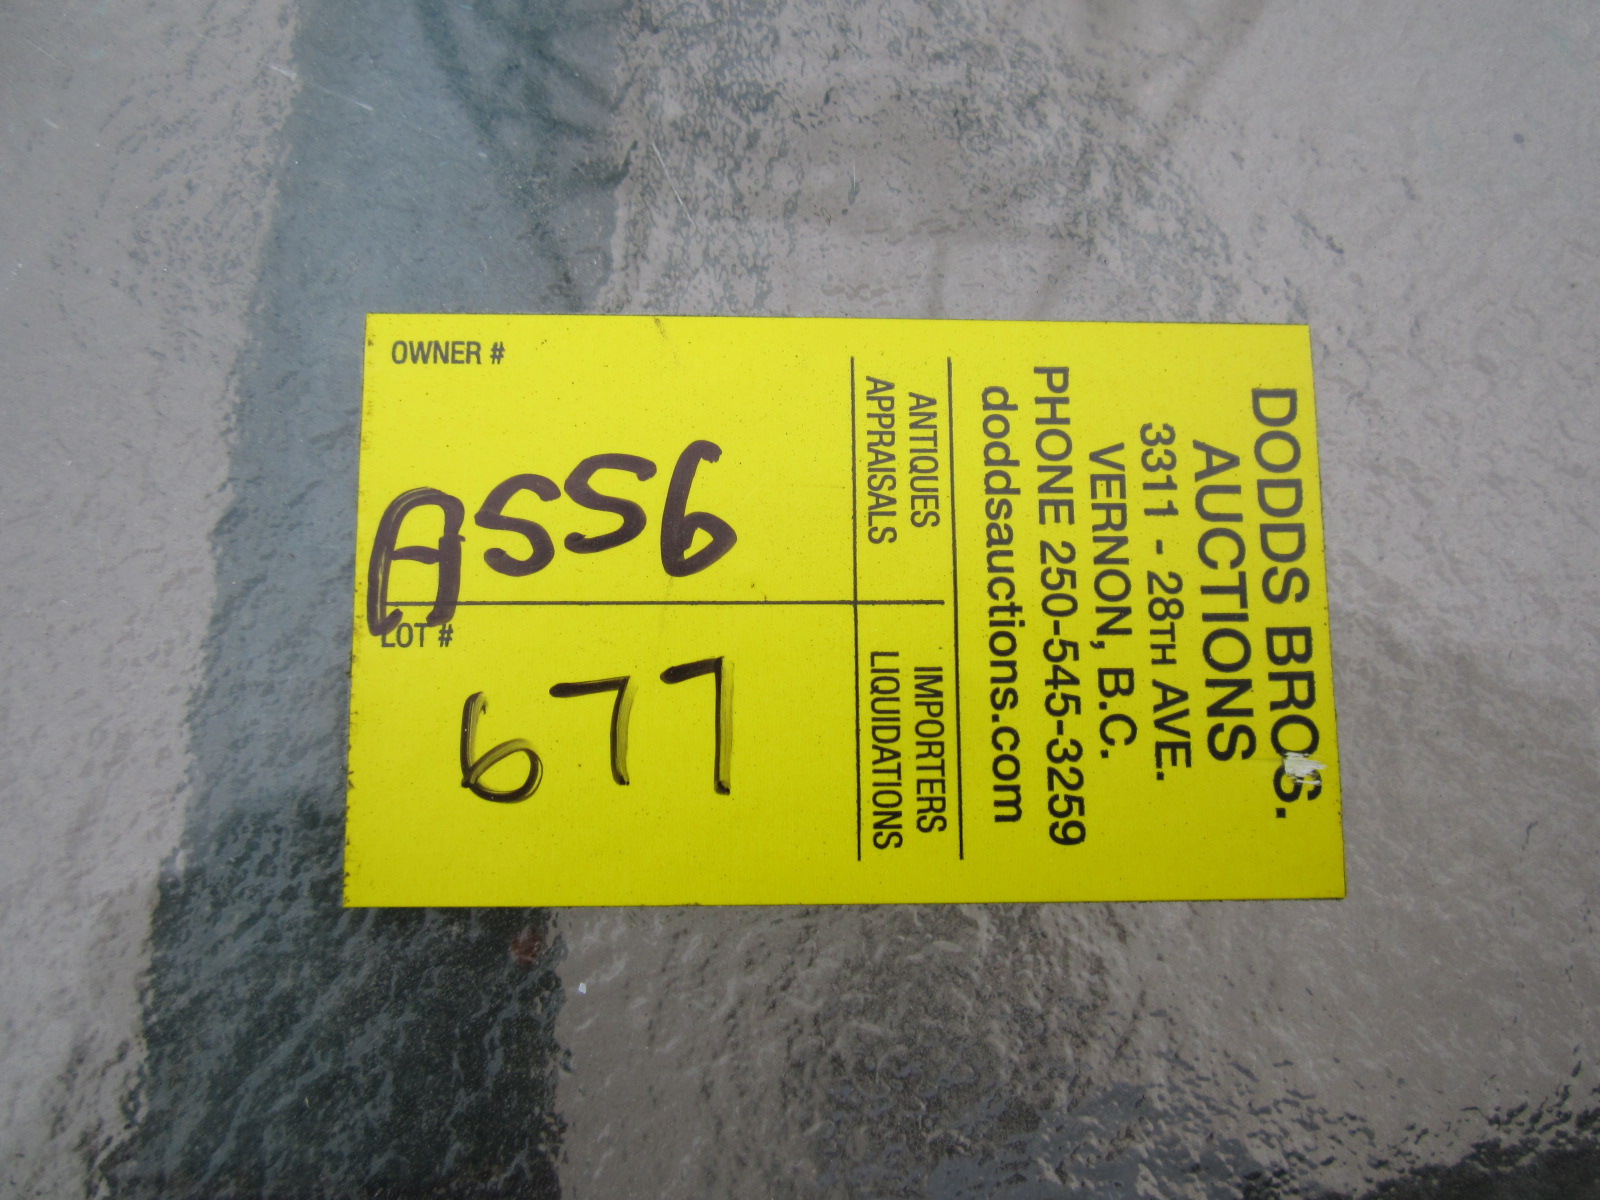 DODDS BROS.
AUCTIONS
3311 - 28TH AVE.
VERNON, B.C.
PHONE 250-545-3259
doddsauctions.com
ANTIQUES IMPORTERS
APPRAISALS LIQUIDATIONS
OWNER #
A556
LOT #
677